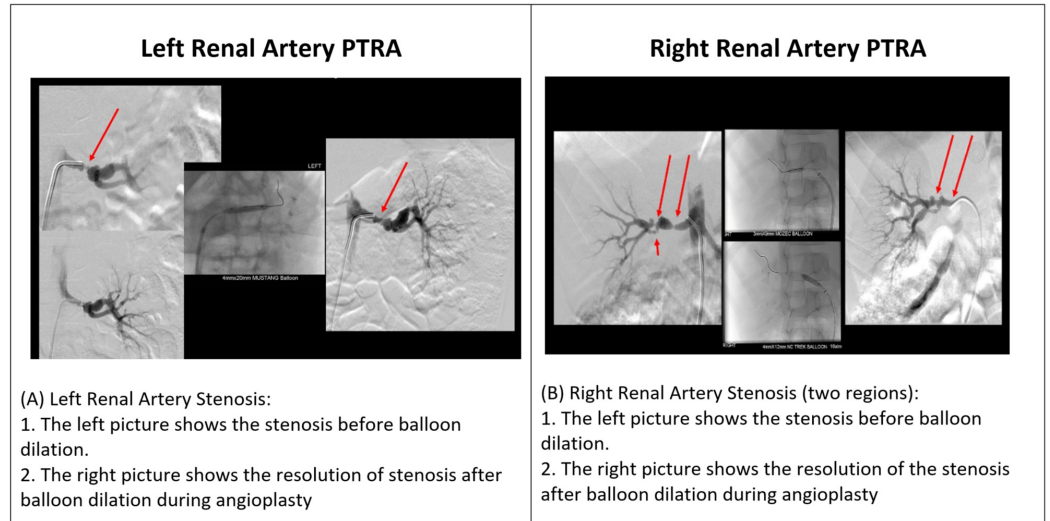 Left Renal Artery PTRA
LEFT
4mmx20mm MUSTANG Balloon
(A) Left Renal Artery Stenosis:
1. The left picture shows the stenosis before balloon
dilation.
2. The right picture shows the resolution of stenosis after
balloon dilation during angioplasty
Right Renal Artery PTRA
BALLOON
RIGHT
4mmX12mm NC TREK BALLOON
(B) Right Renal Artery Stenosis (two regions):
1. The left picture shows the stenosis before balloon
dilation.
2. The right picture shows the resolution of the stenosis
after balloon dilation during angioplasty